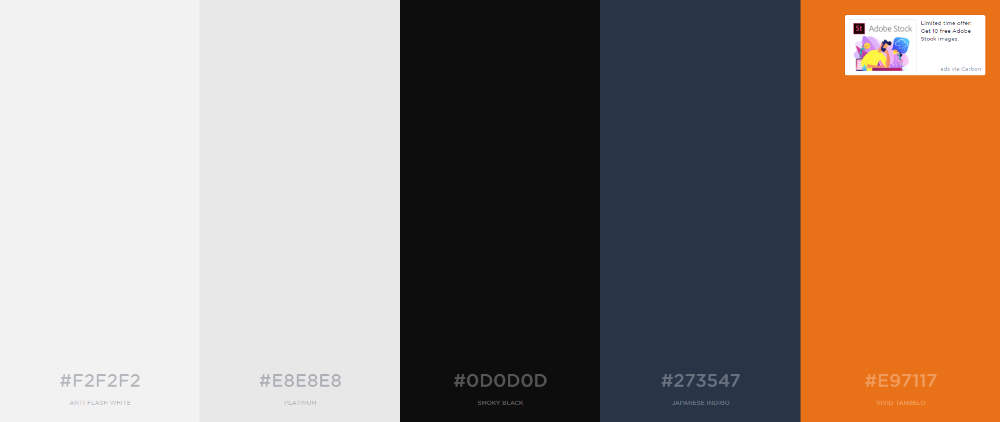 St Adobe Stock
Limited time offer:
Get 10 free Adobe
Stock images.
ads via Carbon
#F2F2F2
ANTI-FLASH WHITE
#E8E8E8
PLATINUM
#0D0D0D
SMOKY BLACK
#273547
JAPANESE INDIGO
#E97117
VIVID TANGELO